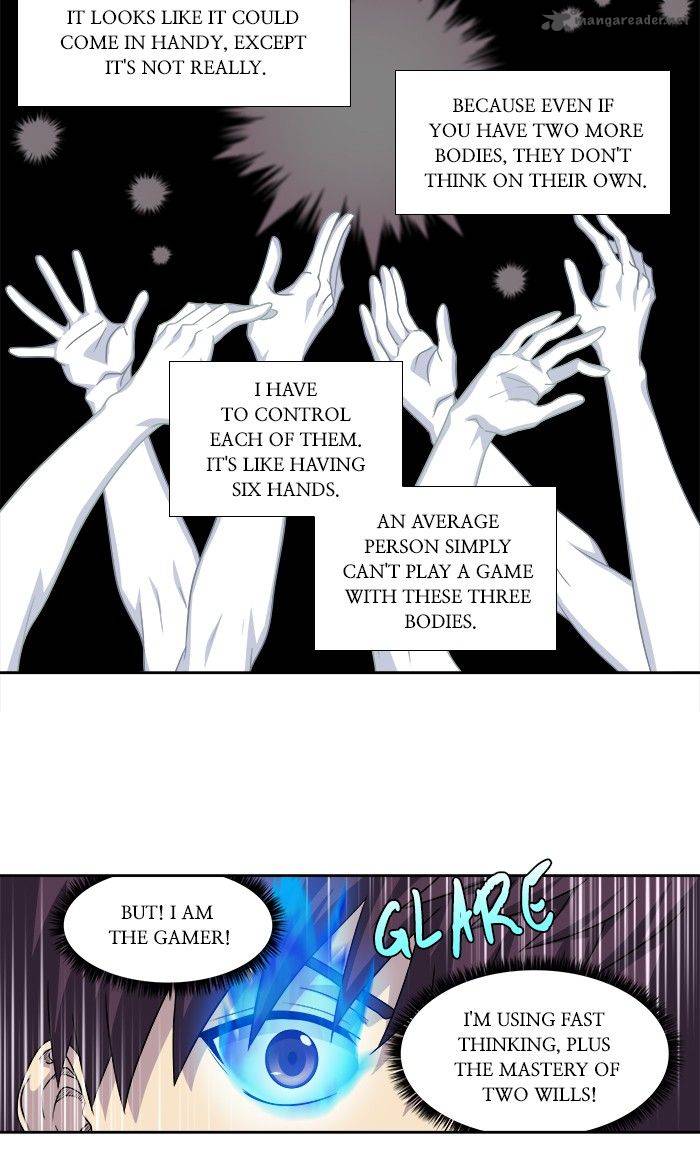 mangareader.net
IT LOOKS LIKE IT COULD
COME IN HANDY, EXCEPT
IT'S NOT REALLY.
BECAUSE EVEN IF
YOU HAVE TWO MORE
BODIES, THEY DON'T
THINK ON THEIR OWN.
I HAVE
TO CONTROL
EACH OF THEM.
IT'S LIKE HAVING
SIX HANDS.
AN AVERAGE
PERSON SIMPLY
CAN'T PLAY A GAME
WITH THESE THREE
BODIES.
BUT! I AM
THE GAMER!
GLARE
I'M USING FAST
THINKING, PLUS
THE MASTERY OF
TWO WILLS!